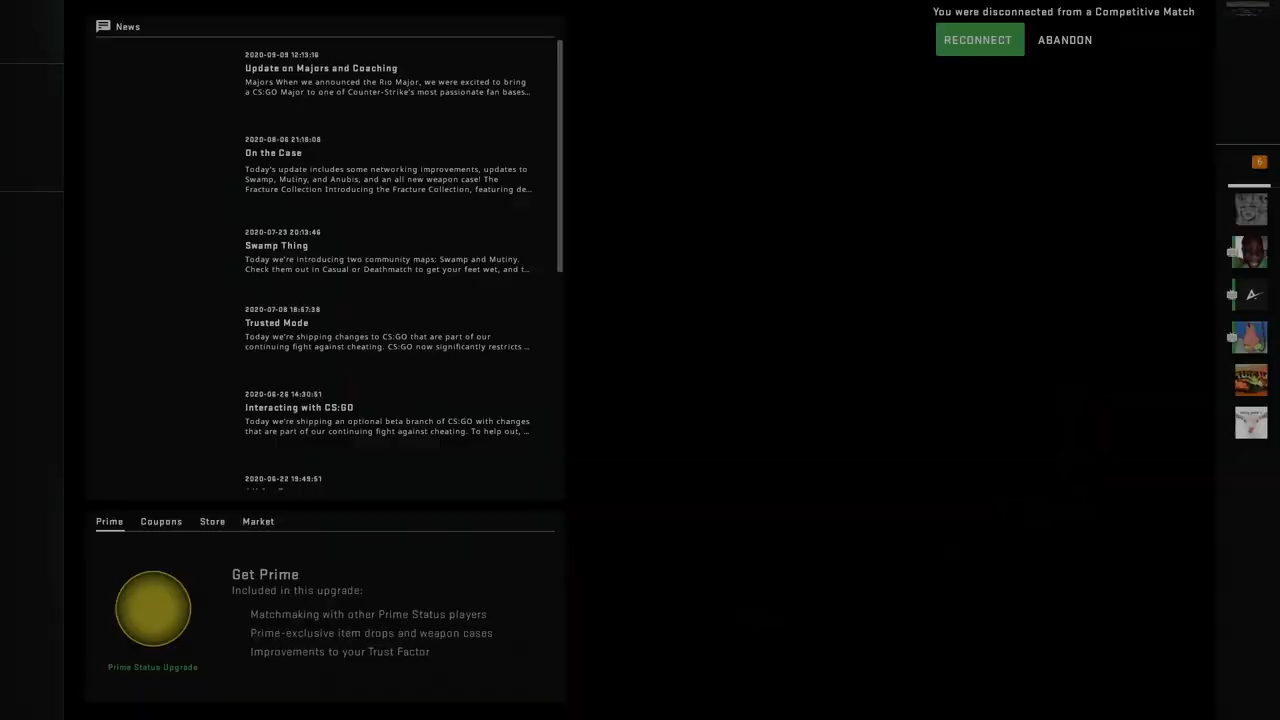 News
You were disconnected from a Competitive Match
RECONNECT
ABANDON
2020-09-09 12:13:16
Update on Majors and Coaching
Majors When we announced the Rio Major, we were excited to bring
a CS:GO Major to one of Counter-Strike's most passionate fan bases...
2020-08-06 21:18:08
On the Case
Today's update includes some networking improvements, updates to
Swamp, Mutiny, and Anubis, and an all new weapon case! The
Fracture Collection Introducing the Fracture Collection, featuring de...
6
2020-07-23 20:13:46
Swamp Thing
Today we're introducing two community maps: Swamp and Mutiny.
Check them out in Casual or Deathmatch to get your feet wet, and t...
2020-07-08 18:57:38
Trusted Mode
Today we're shipping changes to CS:GO that are part of our
continuing fight against cheating. CS:GO now significantly restricts ...
2020-06-26 14:30:51
Interacting with CS:GO
Today we're shipping an optional beta branch of CS:GO with changes
that are part of our continuing fight against cheating. To help out, ...
2020-06-22 19:49:51
Prime
Coupons
Store
Market
Get Prime
Included in this upgrade:
Matchmaking with other Prime Status players
Prime-exclusive item drops and weapon cases
Improvements to your Trust Factor
Prime Status Upgrade